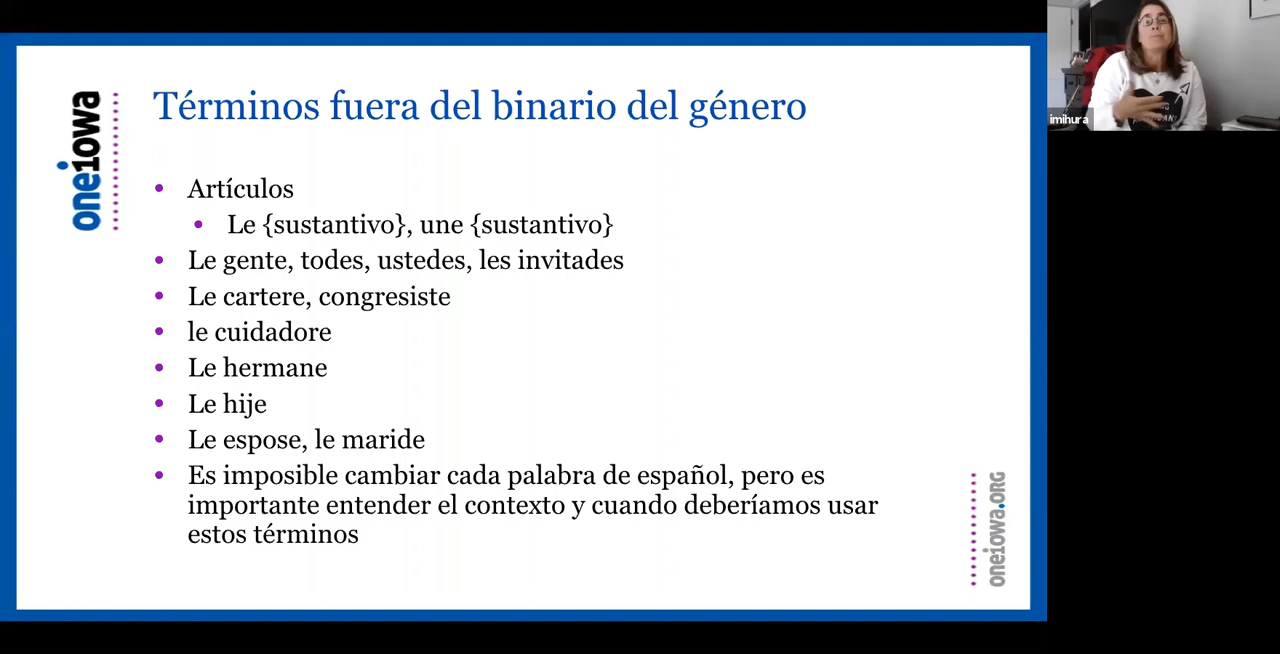 oneiowa
Términos fuera del binario del género
Artículos
Le {sustantivo}, une {sustantivo}
Le gente, todes, ustedes, les invitades
Le cartere, congresiste
le cuidadore
Le hermane
Le hije
Le espose, le maride
Es imposible cambiar cada palabra de español, pero es
importante entender el contexto y cuando deberíamos usar
estos términos
oneiowa.ORG
imihura